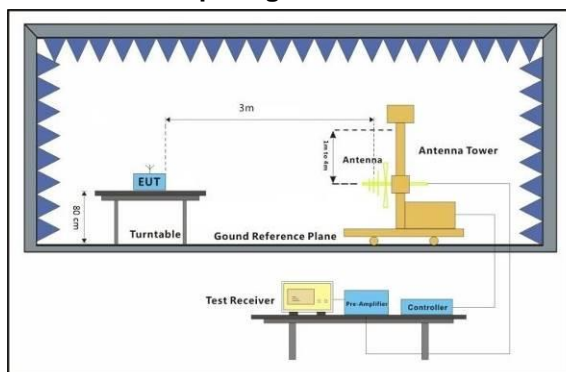 3m
Antenna
1m to 4m
Antenna Tower
EUT
80 cm
Turntable
Gound Reference Plane
Test Receiver
Pre-Amplifier
Controller